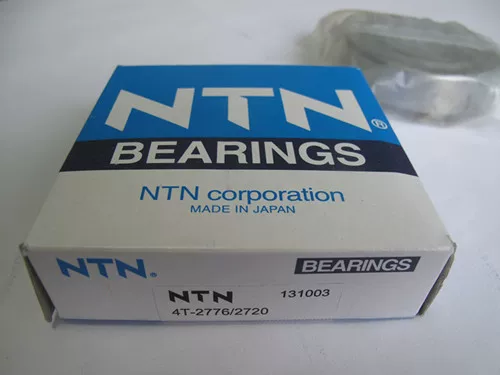 NTN®
BEARINGS
NTN corporation
MADE IN JAPAN
NTN® BEARINGS
NTN 131003
4T-2776/2720